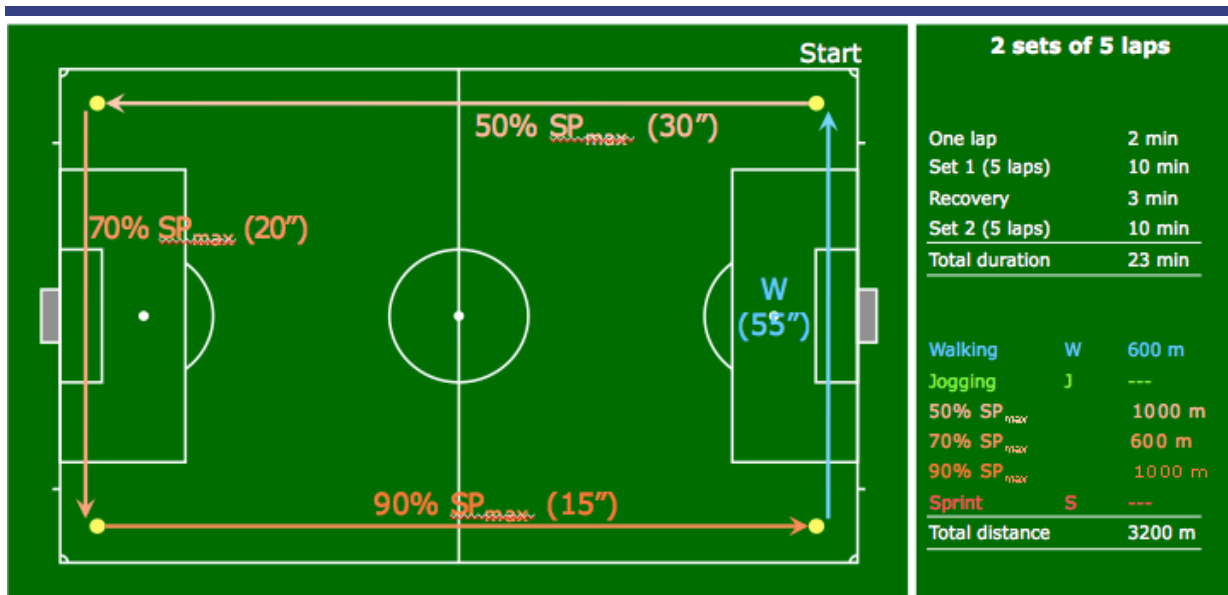 Start
50% SPmax (30”)
70% SPmax (20”)
W
(55”)
90% SPmax (15”)
2 sets of 5 laps
One lap 2 min
Set 1 (5 laps) 10 min
Recovery 3 min
Set 2 (5 laps) 10 min
Total duration 23 min
Walking W 600 m
Jogging J ---
50% SPmax 1000 m
70% SPmax 600 m
90% SPmax 1000 m
Sprint S ---
Total distance 3200 m